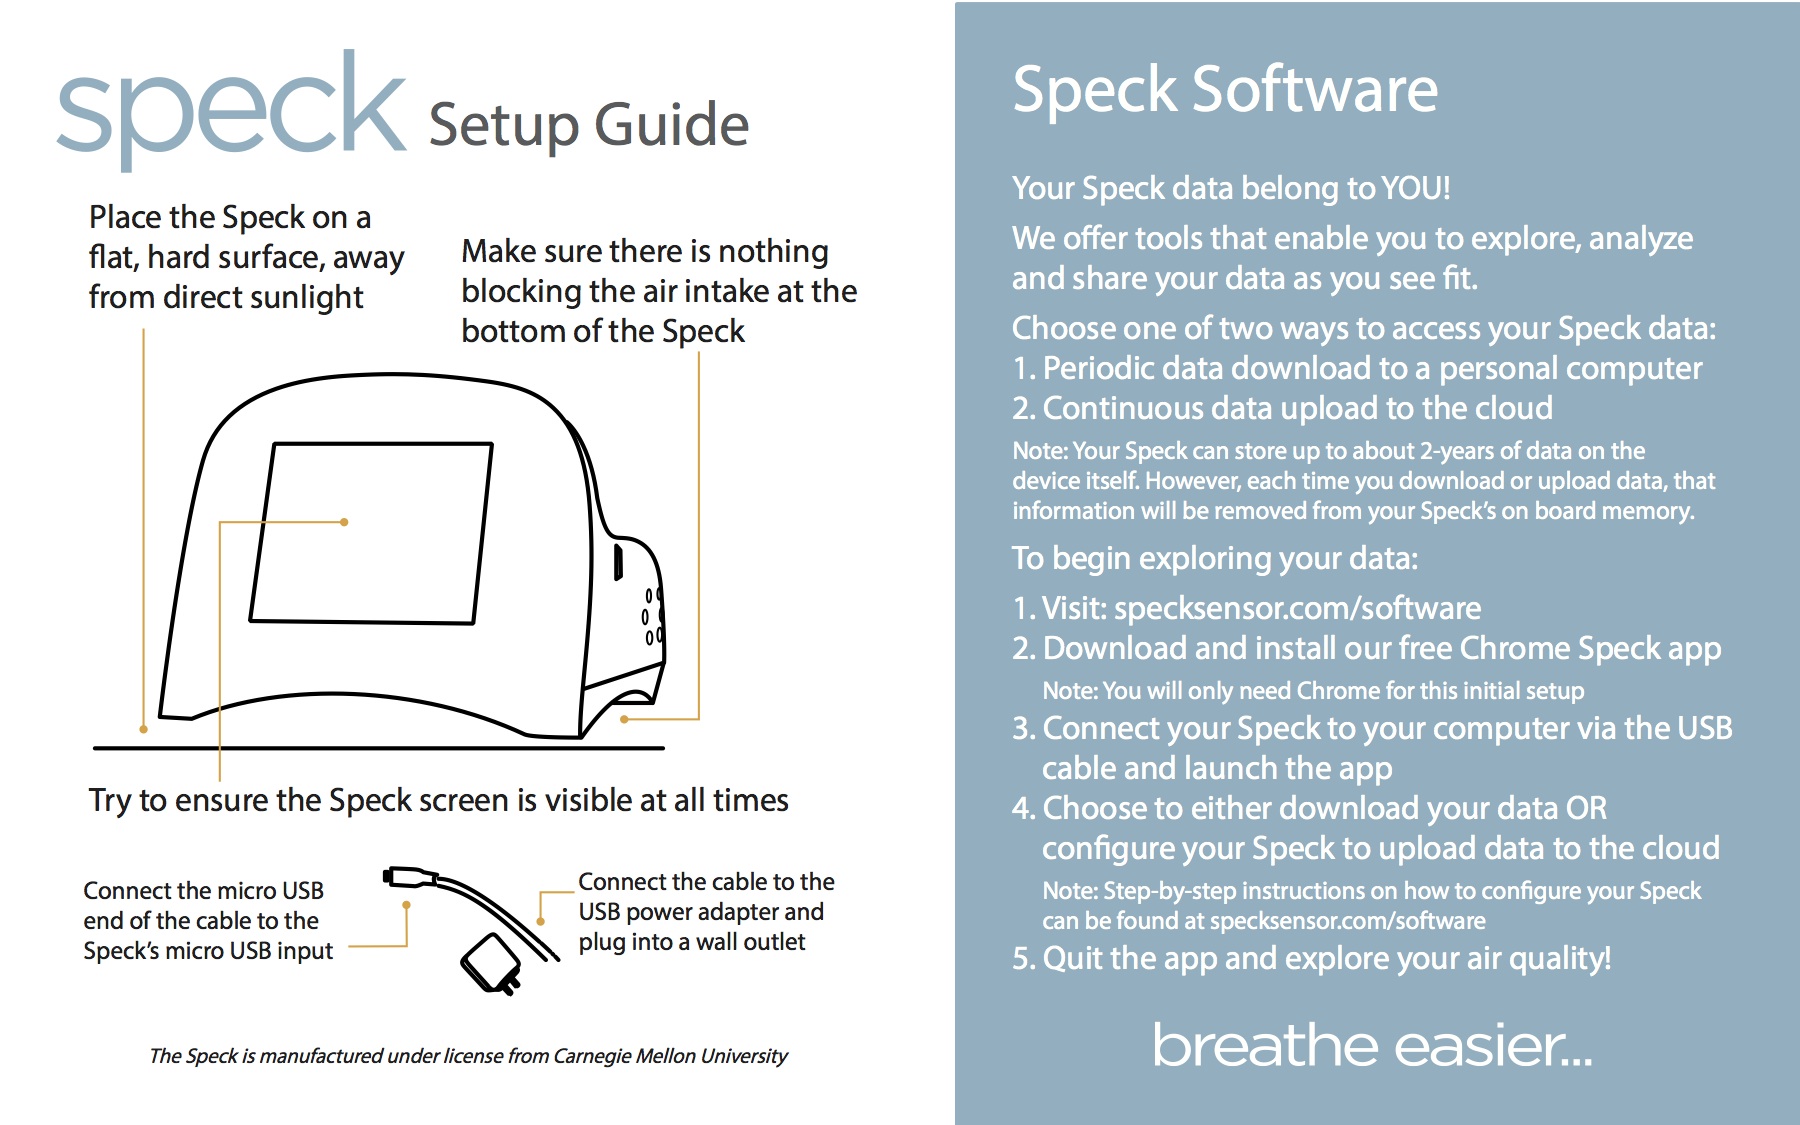 speck Setup Guide
Place the Speck on a
flat, hard surface, away
from direct sunlight
Make sure there is nothing
blocking the air intake at the
bottom of the Speck
Try to ensure the Speck screen is visible at all times
Connect the micro USB
end of the cable to the
Speck's micro USB input
Connect the cable to the
USB power adapter and
plug into a wall outlet
The Speck is manufactured under license from Carnegie Mellon University
Speck Software
Your Speck data belong to YOU!
We offer tools that enable you to explore, analyze
and share your data as you see fit.
Choose one of two ways to access your Speck data:
1. Periodic data download to a personal computer
2. Continuous data upload to the cloud
Note: Your Speck can store up to about 2-years of data on the
device itself. However, each time you download or upload data, that
information will be removed from your Speck's on board memory.
To begin exploring your data:
1. Visit: specksensor.com/software
2. Download and install our free Chrome Speck app
Note: You will only need Chrome for this initial setup
3. Connect your Speck to your computer via the USB
cable and launch the app
4. Choose to either download your data OR
configure your Speck to upload data to the cloud
Note: Step-by-step instructions on how to configure your Speck
can be found at specksensor.com/software
5. Quit the app and explore your air quality!
breathe easier...